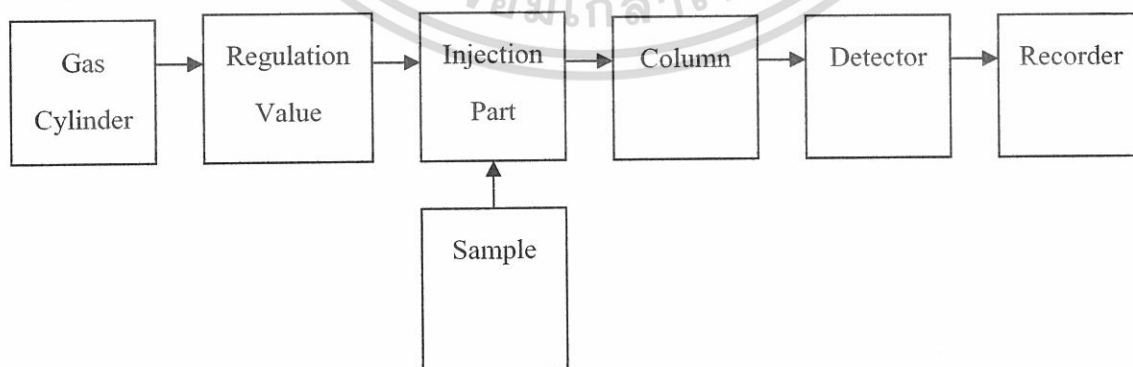 Gas
Cylinder
Regulation
Value
Injection
Part
Column
Detector
Recorder
Sample